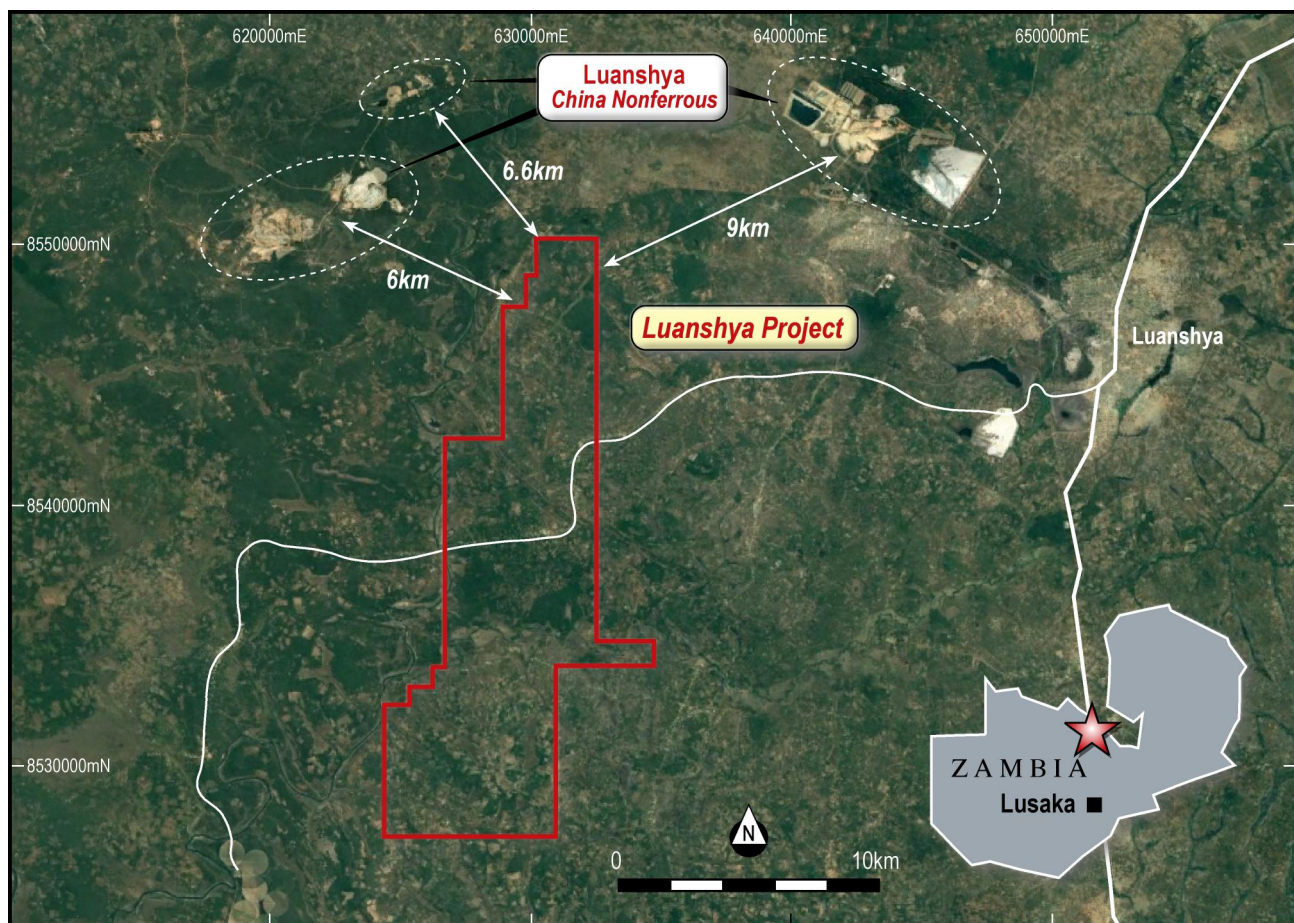 620000mE
630000mE
640000mE
650000mE
Luanshya
China Nonferrous
6.6km
9km
8550000mN
6km
Luanshya Project
Luanshya
8540000mN
8530000mN
ZAMBIA
Lusaka
N
0
10km